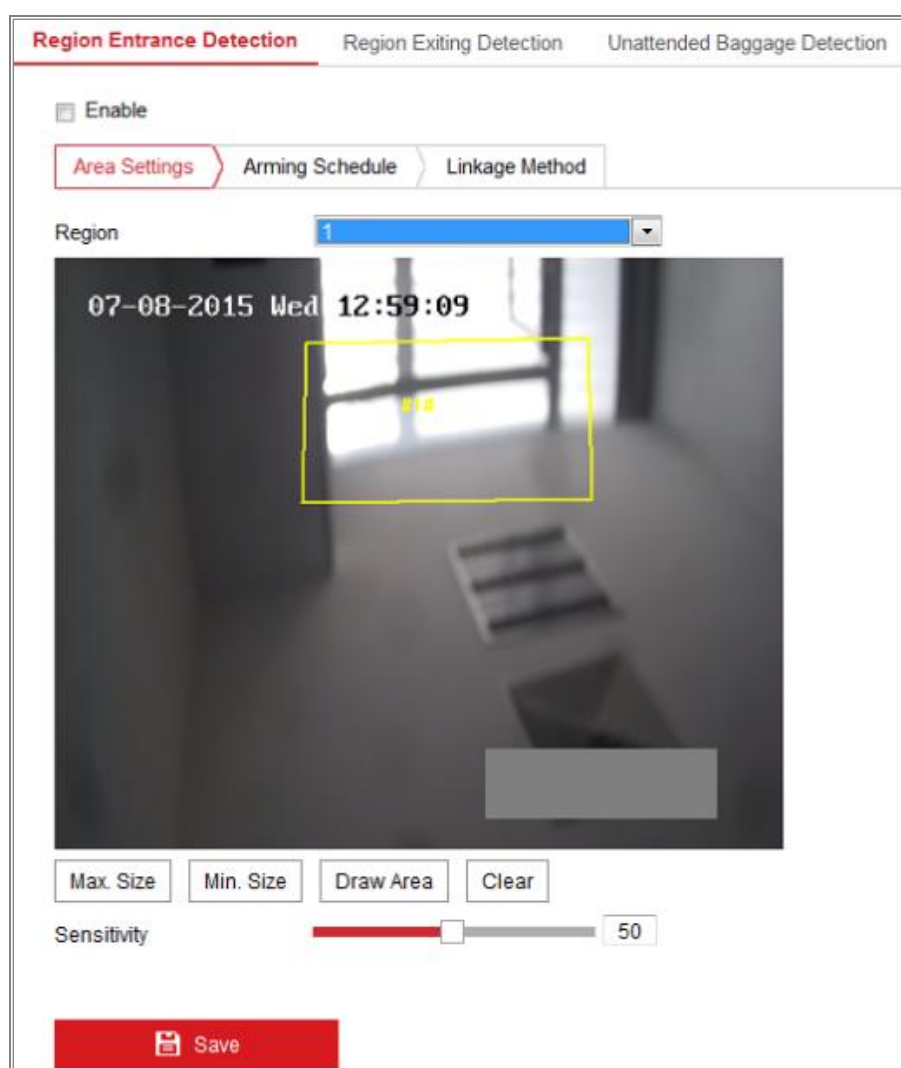 Region Entrance Detection Region Exiting Detection Unattended Baggage Detection
Enable
Area Settings Arming Schedule Linkage Method
Region 1
07-08-2015 Wed 12:59:09
#1#
Max. Size Min. Size Draw Area Clear
Sensitivity 50
Save